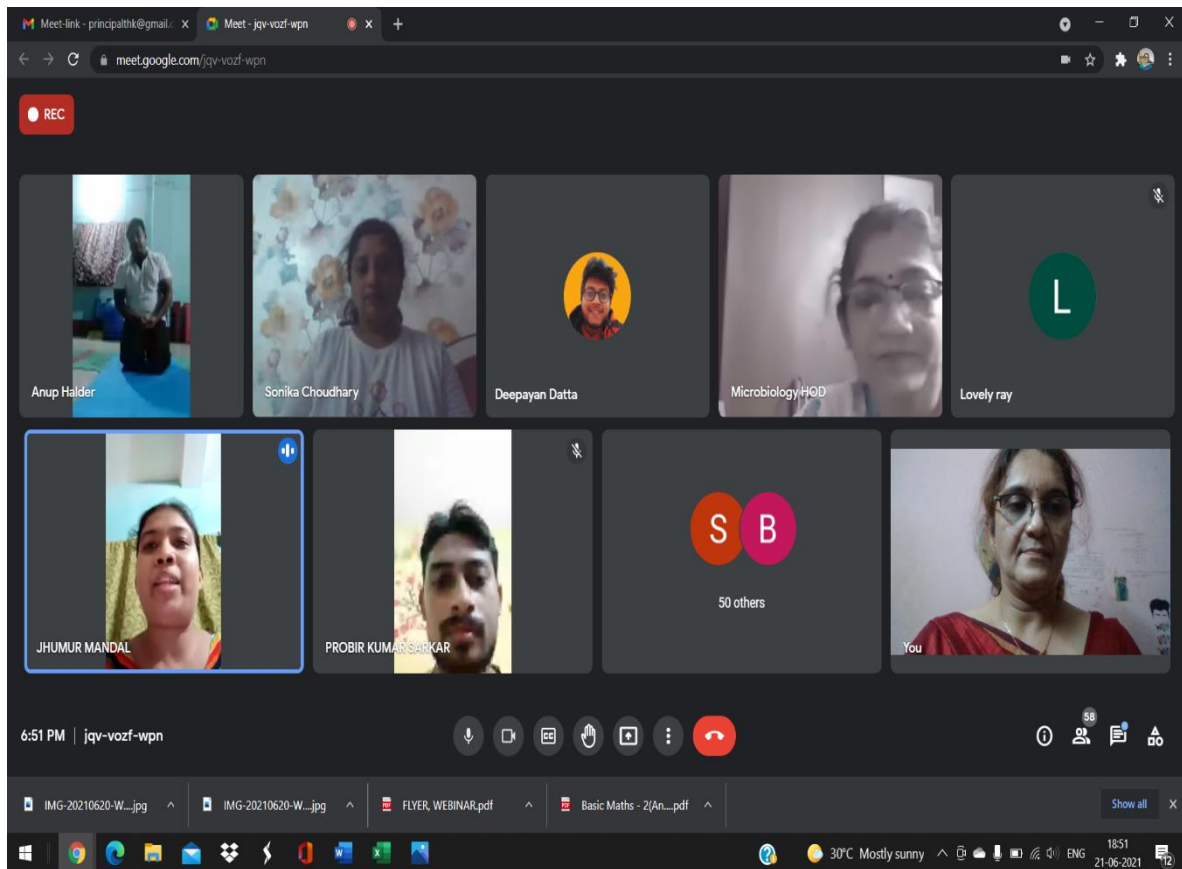 Meet-link - principalthk@gmail.c
Meet - jqv-vozf-wpn
meet.google.com/jqv-vozf-wpn
REC
Anup Halder
Sonika Choudhary
Deepayan Datta
Microbiology HOD
L
Lovely ray
JHUMUR MANDAL
PROBIR KUMAR SARKAR
S B
50 others
You
6:51 PM | jqv-vozf-wpn
CC
58
IMG-20210620-W....jpg
IMG-20210620-W....jpg
FLYER, WEBINAR.pdf
Basic Maths - 2(An....pdf
Show all
30°C Mostly sunny
ENG
18:51
21-06-2021
12